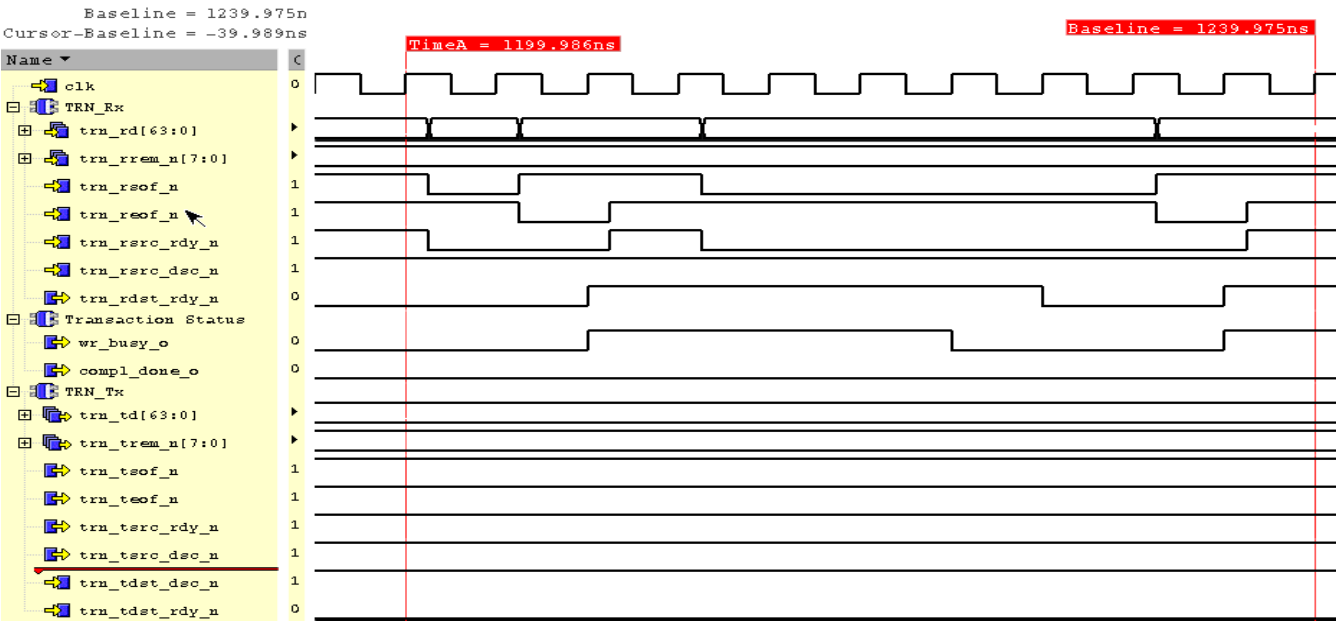 Baseline = 1239.975n
Cursor-Baseline = -39.989ns
TimeA = 1199.986ns
Baseline = 1239.975ns
Name
C
clk 0
TRN_Rx
trn_rd[63:0]
trn_rrem_n[7:0]
trn_rsof_n 1
trn_reof_n 1
trn_rsrc_rdy_n 1
trn_rsrc_dsc_n 1
trn_rdst_rdy_n 0
Transaction Status
wr_busy_o 0
compl_done_o 0
TRN_Tx
trn_td[63:0]
trn_trem_n[7:0]
trn_tsof_n 1
trn_teof_n 1
trn_tsrc_rdy_n 1
trn_tsrc_dsc_n 1
trn_tdst_dsc_n 1
trn_tdst_rdy_n 0